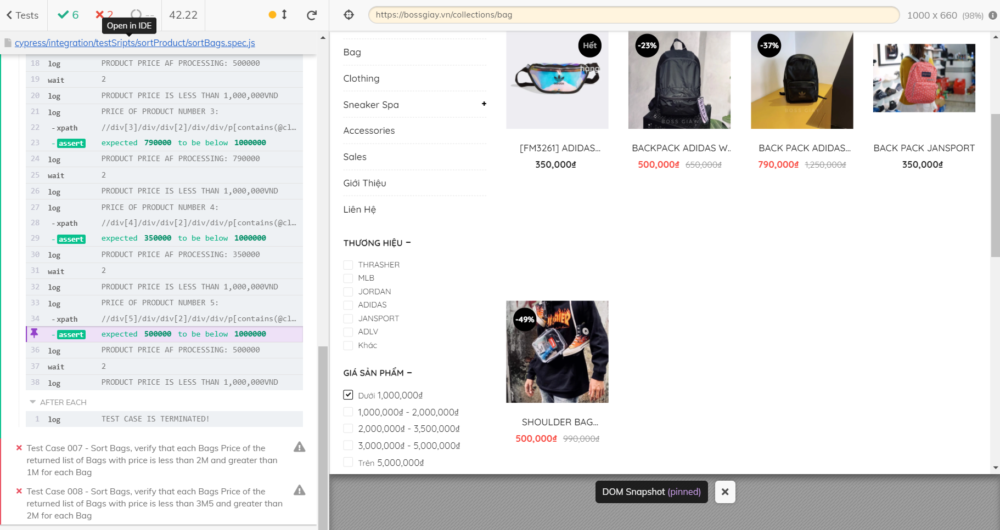 Tests
6
2
--
42.22
Open in IDE
cypress/integration/testSripts/sortProduct/sortBags.spec.js
18 log PRODUCT PRICE AF PROCESSING: 500000
19 wait 2
20 log PRODUCT PRICE IS LESS THAN 1,000,000VND
21 log PRICE OF PRODUCT NUMBER 3:
22 -xpath //div[3]/div/div[2]/div/div/p[contains(@cl…
23 -assert expected 790000 to be below 1000000
24 log PRODUCT PRICE AF PROCESSING: 790000
25 wait 2
26 log PRODUCT PRICE IS LESS THAN 1,000,000VND
27 log PRICE OF PRODUCT NUMBER 4:
28 -xpath //div[4]/div/div[2]/div/div/p[contains(@cl…
29 -assert expected 350000 to be below 1000000
30 log PRODUCT PRICE AF PROCESSING: 350000
31 wait 2
32 log PRODUCT PRICE IS LESS THAN 1,000,000VND
33 log PRICE OF PRODUCT NUMBER 5:
34 -xpath //div[5]/div/div[2]/div/div/p[contains(@cl…
-assert expected 500000 to be below 1000000
36 log PRODUCT PRICE AF PROCESSING: 500000
37 wait 2
38 log PRODUCT PRICE IS LESS THAN 1,000,000VND
AFTER EACH
1 log TEST CASE IS TERMINATED!
Test Case 007 - Sort Bags, verify that each Bags Price of the
returned list of Bags with price is less than 2M and greater than
1M for each Bag
Test Case 008 - Sort Bags, verify that each Bags Price of the
returned list of Bags with price is less than 3M5 and greater than
2M for each Bag
https://bossgiay.vn/collections/bag
1000 x 660 (98%)
Bag
Clothing
Sneaker Spa +
Accessories
Sales
Giới Thiệu
Liên Hệ
THƯƠNG HIỆU −
THRASHER
MLB
JORDAN
ADIDAS
JANSPORT
ADLV
Khác
GIÁ SẢN PHẨM −
Dưới 1,000,000₫
1,000,000₫ - 2,000,000₫
2,000,000₫ - 3,500,000₫
3,000,000₫ - 5,000,000₫
Trên 5,000,000₫
Hết
hàng
adidas
[FM3261] ADIDAS...
350,000₫
-23%
BOSS GIAY
BACKPACK ADIDAS W..
500,000₫ 650,000₫
-37%
BOSS GIAY
BACK PACK ADIDAS...
790,000₫ 1,250,000₫
BACK PACK JANSPORT
350,000₫
-49%
SHOULDER BAG...
500,000₫ 990,000₫
DOM Snapshot (pinned)